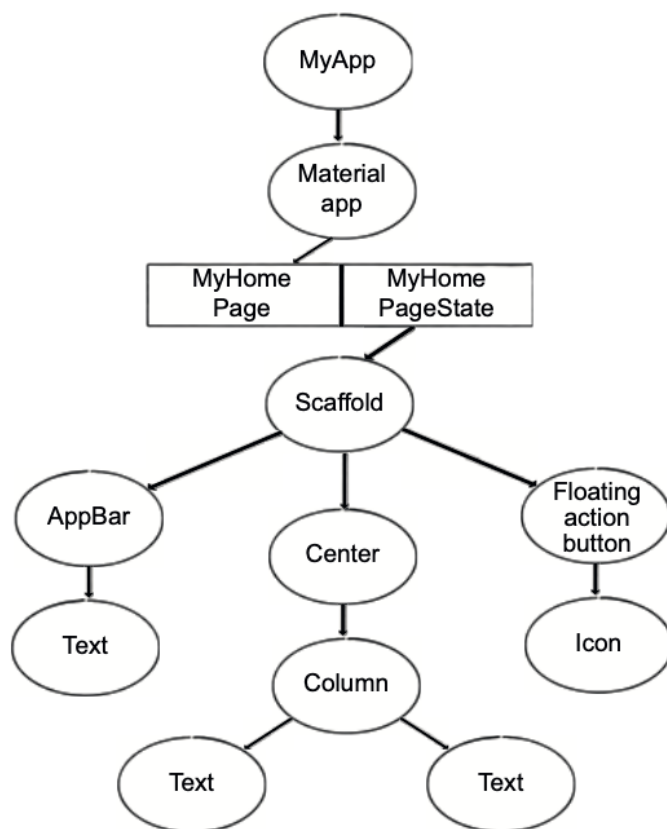 MyApp
Material
app
MyHome
Page
MyHome
PageState
Scaffold
AppBar
Center
Floating
action
button
Text
Icon
Column
Text
Text